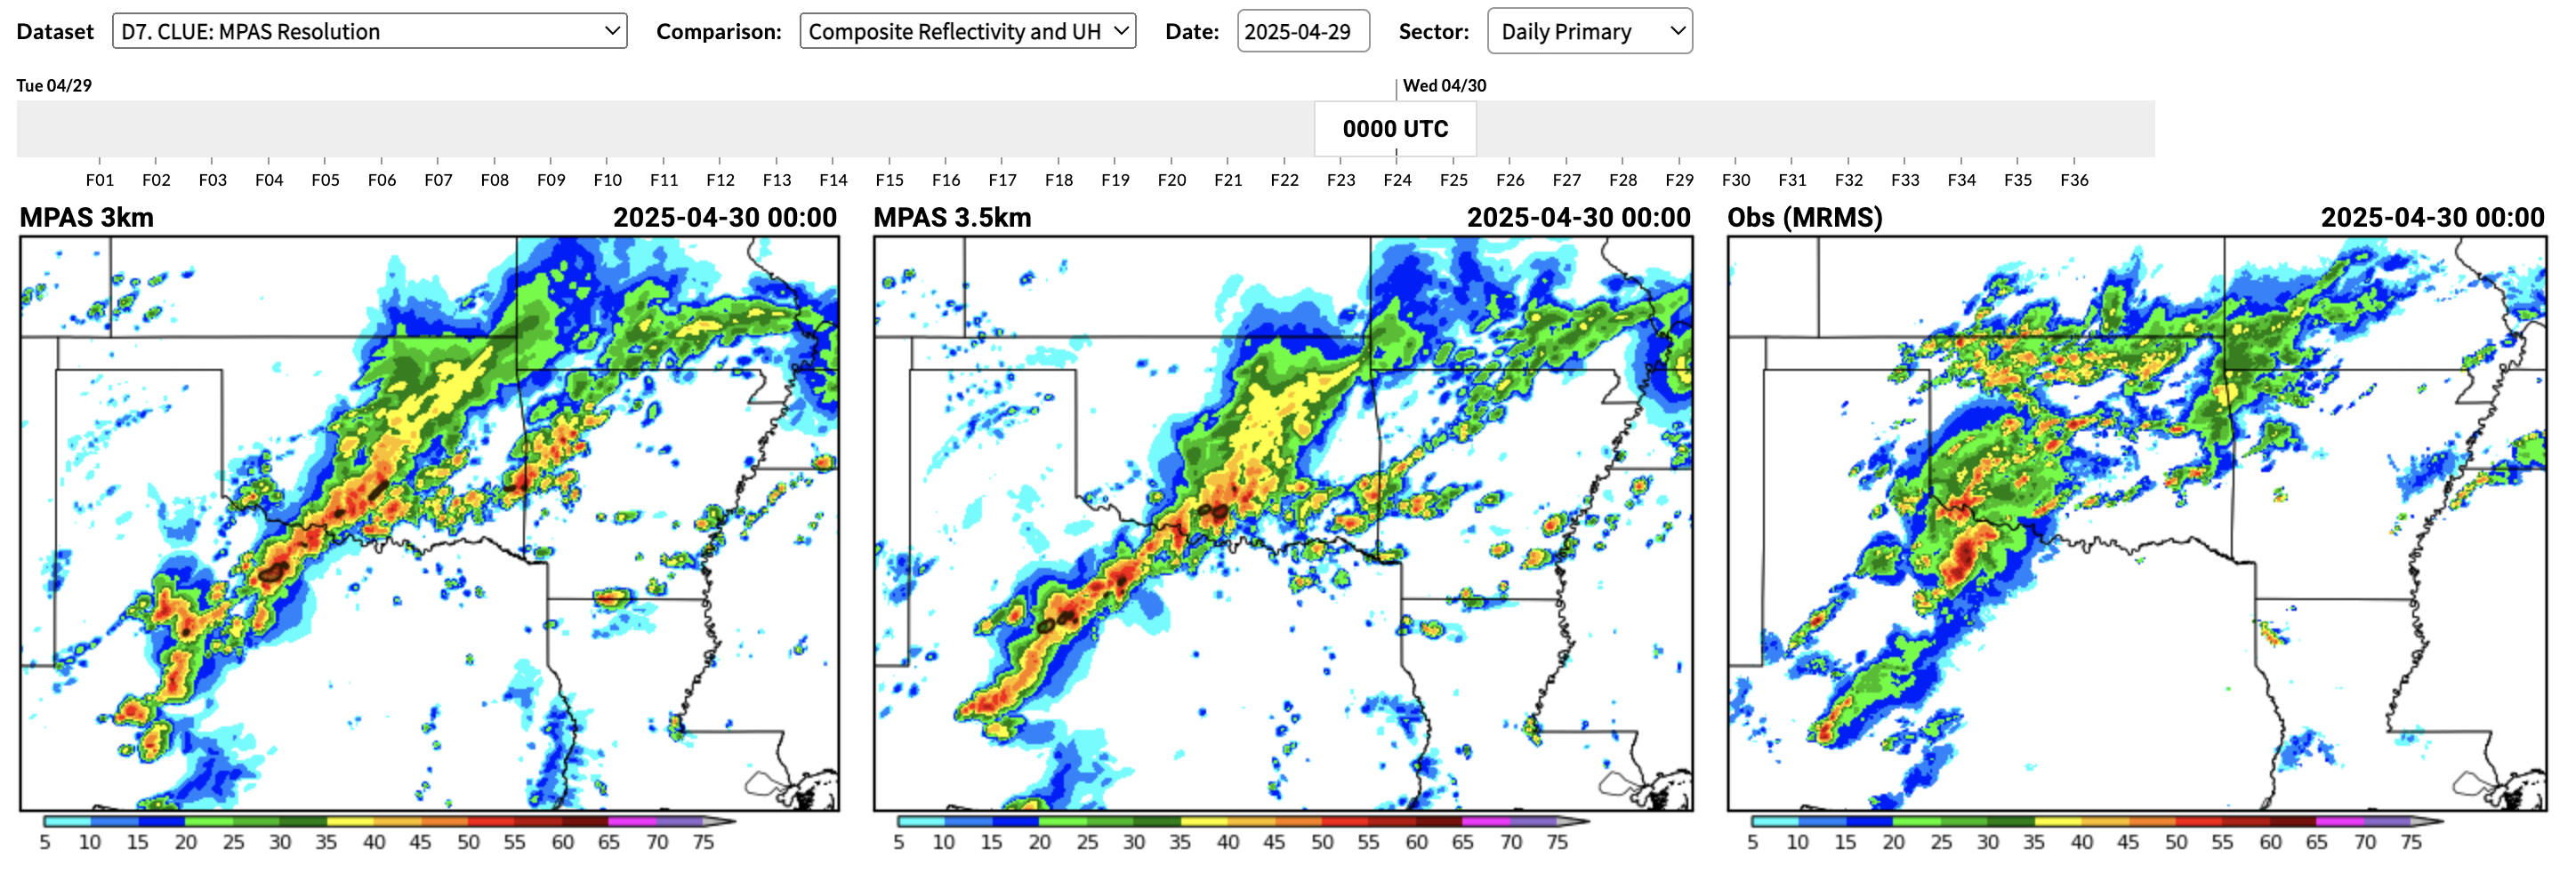 Dataset D7. CLUE: MPAS Resolution Comparison: Composite Reflectivity and UH Date: 2025-04-29 Sector: Daily Primary
Tue 04/29 Wed 04/30
0000 UTC
F01 F02 F03 F04 F05 F06 F07 F08 F09 F10 F11 F12 F13 F14 F15 F16 F17 F18 F19 F20 F21 F22 F23 F24 F25 F26 F27 F28 F29 F30 F31 F32 F33 F34 F35 F36
MPAS 3km 2025-04-30 00:00 MPAS 3.5km 2025-04-30 00:00 Obs (MRMS) 2025-04-30 00:00
5 10 15 20 25 30 35 40 45 50 55 60 65 70 75 5 10 15 20 25 30 35 40 45 50 55 60 65 70 75 5 10 15 20 25 30 35 40 45 50 55 60 65 70 75